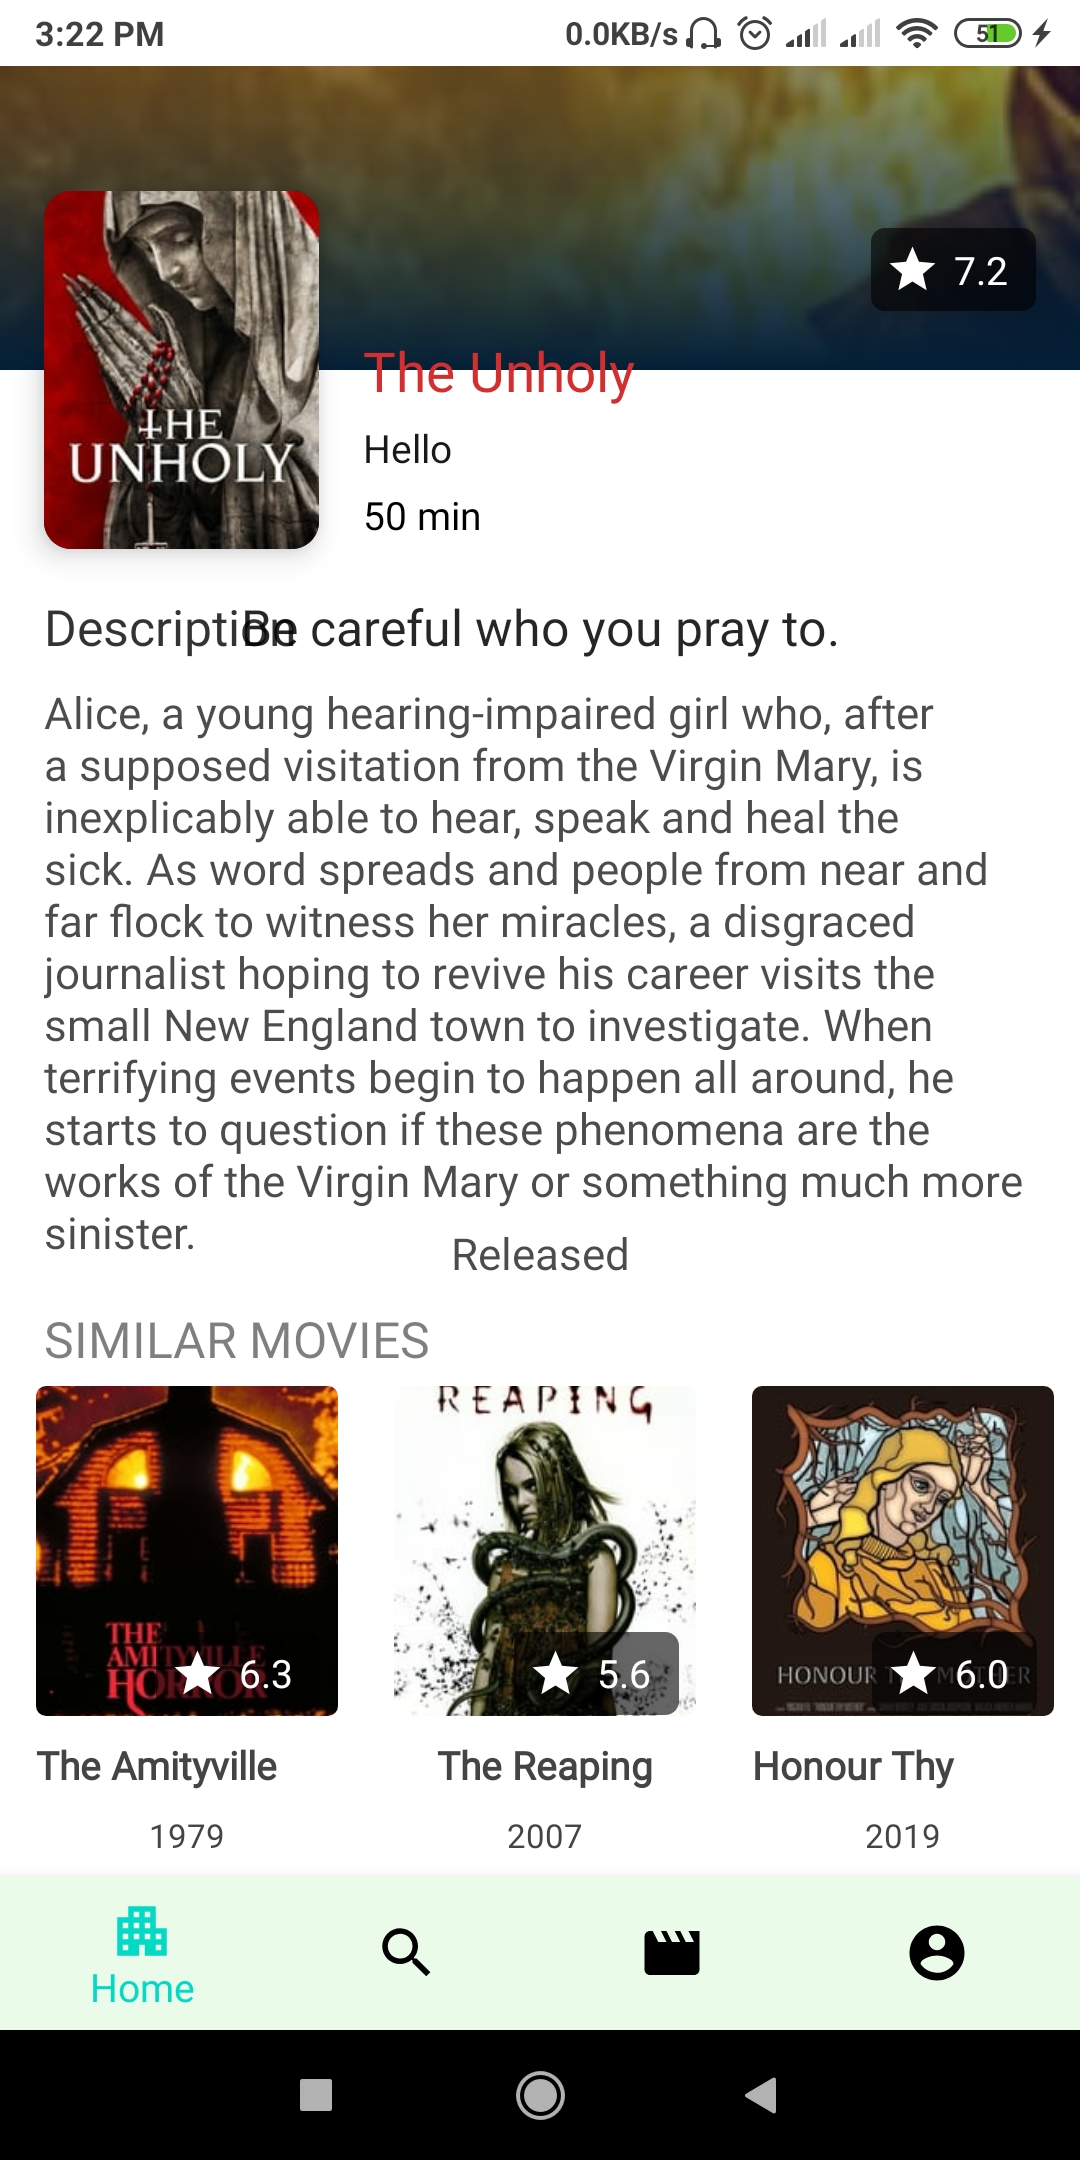 3:22 PM
0.0KB/s
51
7.2
THE
UNHOLY
The Unholy
Hello
50 min
Description
Be careful who you pray to.
Alice, a young hearing-impaired girl who, after
a supposed visitation from the Virgin Mary, is
inexplicably able to hear, speak and heal the
sick. As word spreads and people from near and
far flock to witness her miracles, a disgraced
journalist hoping to revive his career visits the
small New England town to investigate. When
terrifying events begin to happen all around, he
starts to question if these phenomena are the
works of the Virgin Mary or something much more
sinister.
Released
SIMILAR MOVIES
THE
AMITYVILLE
HORROR
6.3
REAPING
5.6
HONOUR THY MOTHER
6.0
The Amityville
The Reaping
Honour Thy
1979
2007
2019
Home